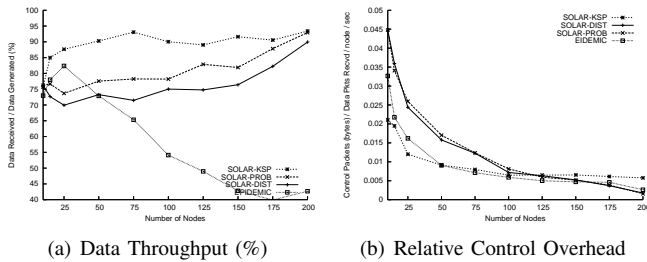 Data Received / Data Generated (%)
100
95
90
85
80
75
70
65
60
55
50
45
40
25
50
75
100
125
150
175
200
Number of Nodes
SOLAR-KSP
SOLAR-PROB
SOLAR-DIST
EPIDEMIC
(a) Data Throughput (%)
Control Packets (bytes) / Data Pkts Recvd / node / sec
0.05
0.045
0.04
0.035
0.03
0.025
0.02
0.015
0.01
0.005
0
25
50
75
100
125
150
175
200
Number of Nodes
SOLAR-KSP
SOLAR-DIST
SOLAR-PROB
EIDEMIC
(b) Relative Control Overhead